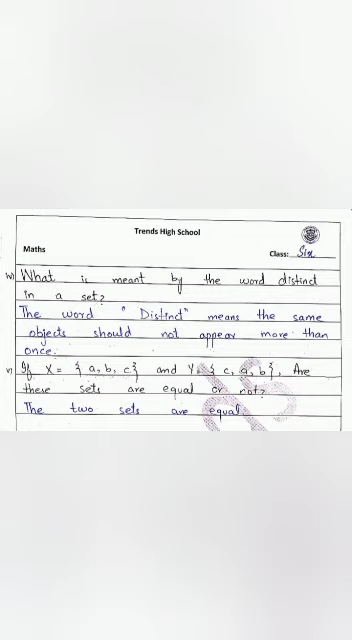 Trends High School
Maths
Class: Six
iv) What is meant by the word distinct
in a set?
The word "Distinct" means the same
objects should not appear more than
once.
v) If X = { a, b, c} and Y = { c, a, b}, Are
these sets are equal or not?
The two sets are equal.